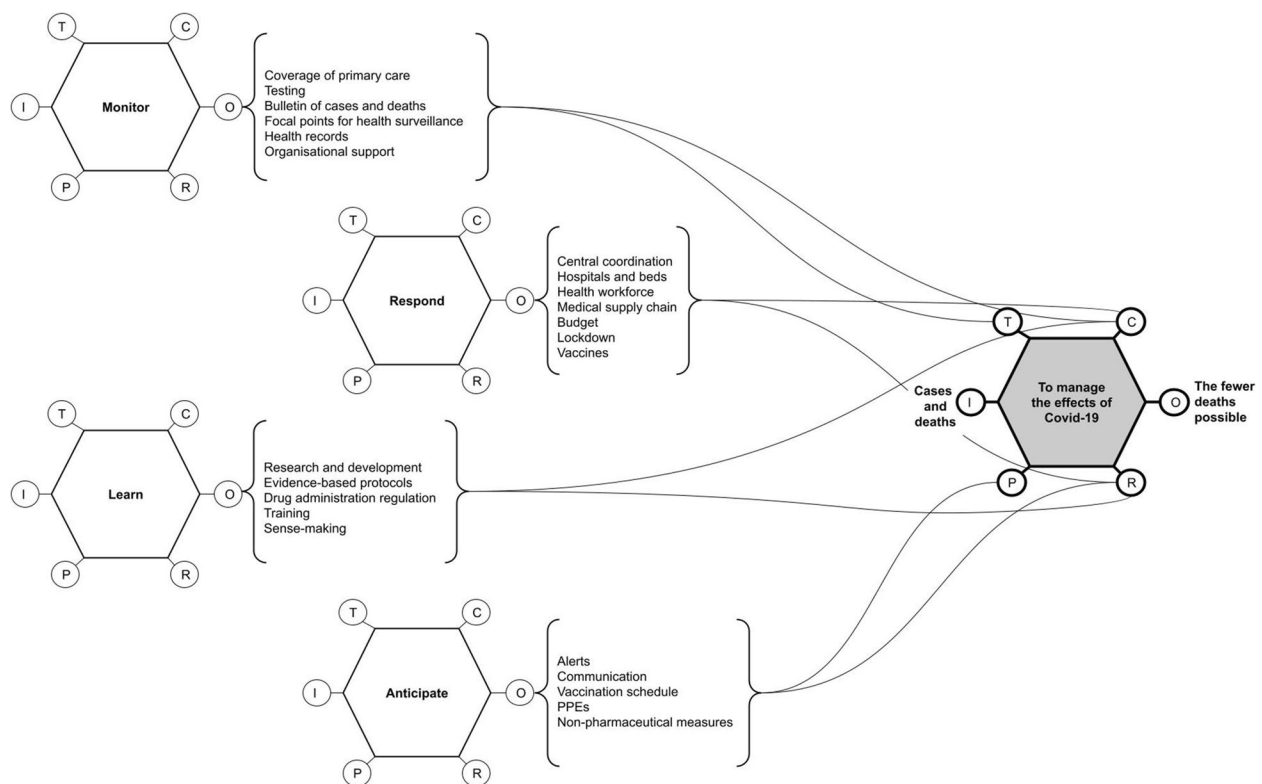 T
C
I
Monitor
O
P
R
Coverage of primary care
Testing
Bulletin of cases and deaths
Focal points for health surveillance
Health records
Organisational support
T
C
I
Respond
O
P
R
Central coordination
Hospitals and beds
Health workforce
Medical supply chain
Budget
Lockdown
Vaccines
T
C
I
Learn
O
P
R
Research and development
Evidence-based protocols
Drug administration regulation
Training
Sense-making
T
C
I
Anticipate
O
P
R
Alerts
Communication
Vaccination schedule
PPEs
Non-pharmaceutical measures
T
C
Cases
and
deaths
I
To manage
the effects of
Covid-19
O
The fewer
deaths
possible
P
R